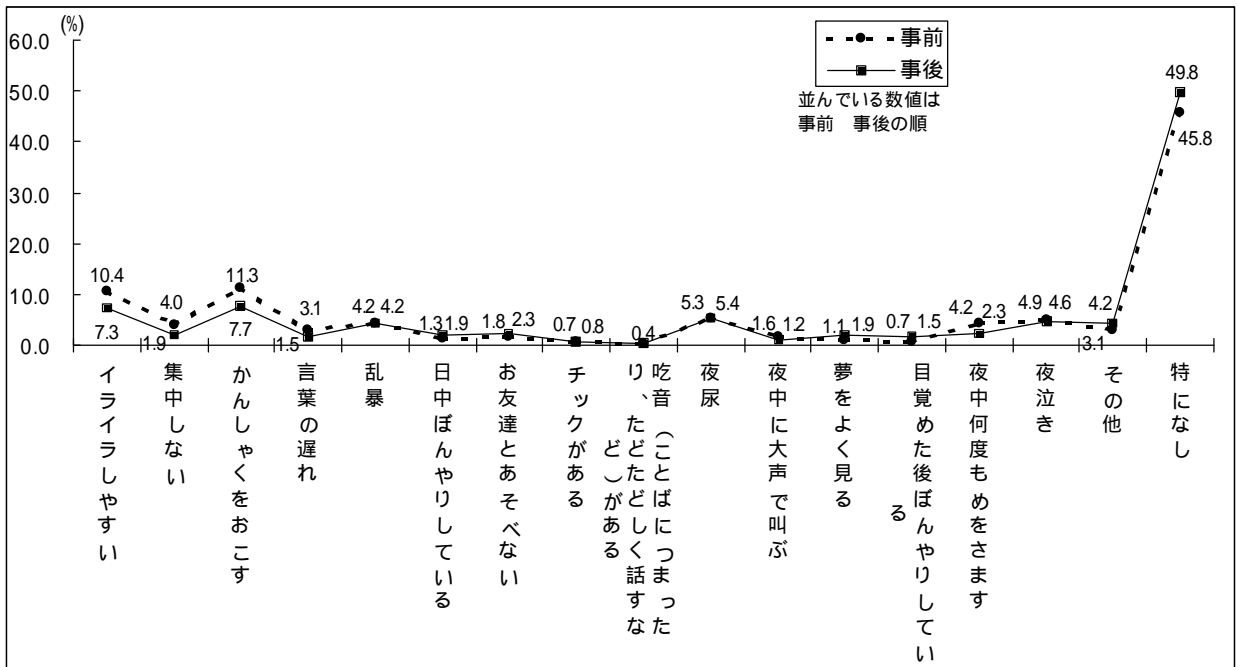 (%)
60.0
50.0
40.0
30.0
20.0
10.0
0.0
事前
事後
並んでいる数値は
事前　事後の順
10.4
7.3
4.0
1.9
11.3
7.7
3.1
1.5
4.2 4.2
1.3 1.9
1.8 2.3
0.7 0.8
0.4
5.3 5.4
1.6 1.2
1.1 1.9
0.7 1.5
4.2 2.3
4.9 4.6
4.2
3.1
49.8
45.8
イライラしやすい
集中しない
かんしゃくをおこす
言葉の遅れ
乱暴
日中ぼんやりしている
お友達とあそべない
チックがある
吃音（ことばにつまった
り、たどたどしく話すな
ど）がある
夜尿
夜中に大声で叫ぶ
夢をよく見る
目覚めた後ぼんやりしてい
る
夜中何度もめをさます
夜泣き
その他
特になし